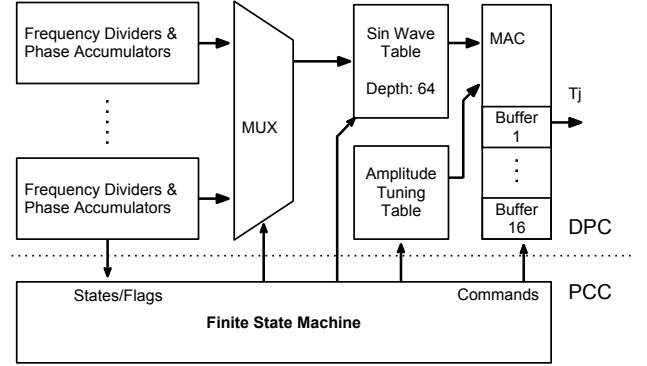 Frequency Dividers &
Phase Accumulators
MUX
Sin Wave
Table
Depth: 64
MAC
Tj
Buffer
1
Frequency Dividers &
Phase Accumulators
Amplitude
Tuning
Table
Buffer
16
DPC
States/Flags
Commands
PCC
Finite State Machine